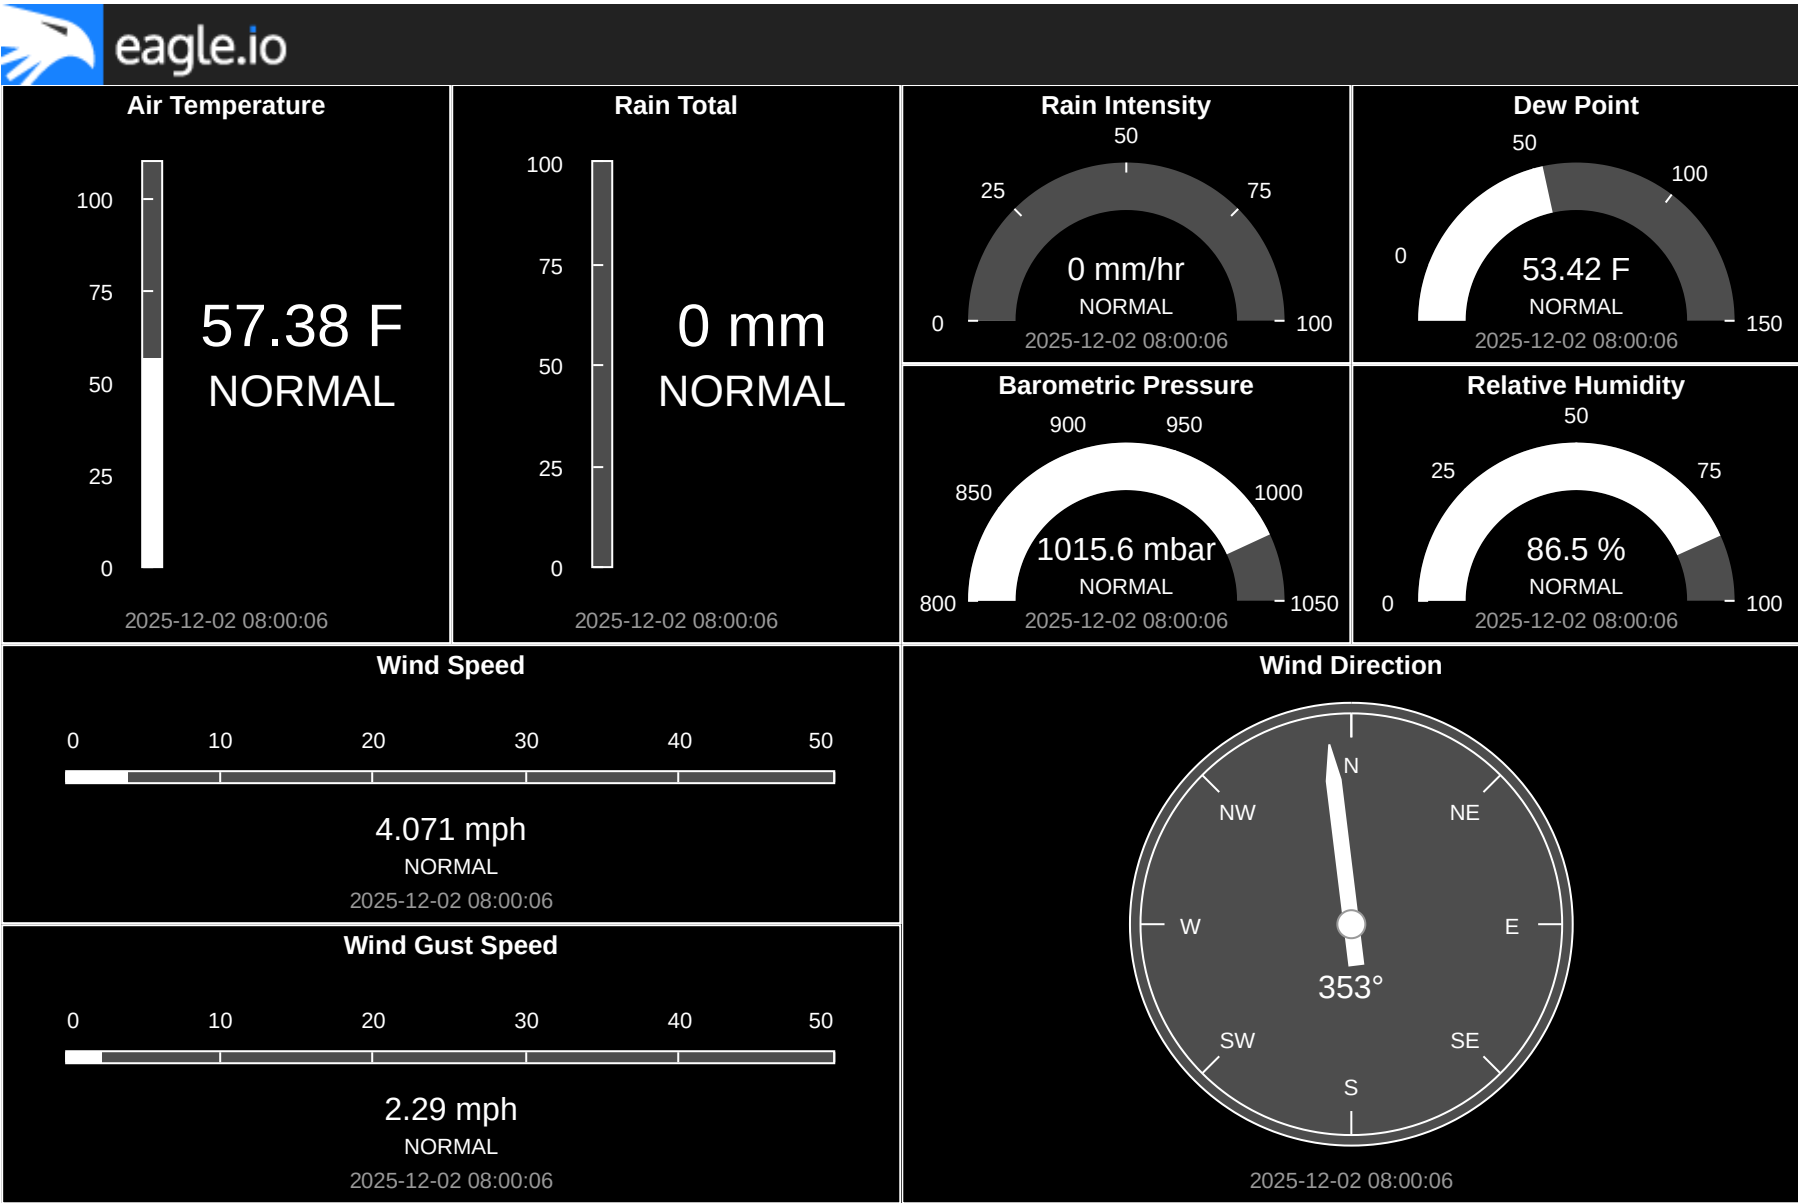 eagle.io
Air Temperature
100
75
50
25
0
57.38 F
NORMAL
2025-12-02 08:00:06
Rain Total
100
75
50
25
0
0 mm
NORMAL
2025-12-02 08:00:06
Rain Intensity
50
25
75
0
100
0 mm/hr
NORMAL
2025-12-02 08:00:06
Dew Point
50
100
0
150
53.42 F
NORMAL
2025-12-02 08:00:06
Barometric Pressure
900
950
850
1000
800
1050
1015.6 mbar
NORMAL
2025-12-02 08:00:06
Relative Humidity
50
25
75
0
100
86.5 %
NORMAL
2025-12-02 08:00:06
Wind Speed
0 10 20 30 40 50
4.071 mph
NORMAL
2025-12-02 08:00:06
Wind Gust Speed
0 10 20 30 40 50
2.29 mph
NORMAL
2025-12-02 08:00:06
Wind Direction
N
NW
NE
W
E
353°
SW
SE
S
2025-12-02 08:00:06